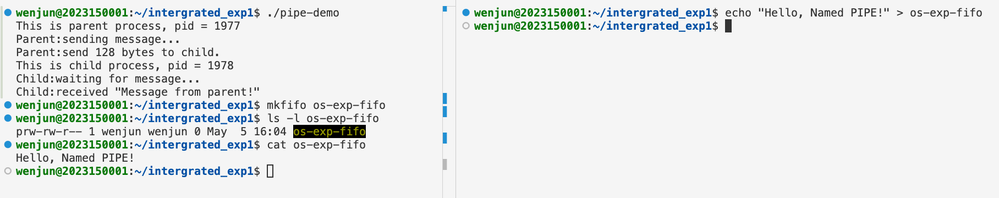 wenjun@2023150001:~/intergrated_exp1$ ./pipe-demo
This is parent process, pid = 1977
Parent:sending message...
Parent:send 128 bytes to child.
This is child process, pid = 1978
Child:waiting for message...
Child:received "Message from parent!"
wenjun@2023150001:~/intergrated_exp1$ mkfifo os-exp-fifo
wenjun@2023150001:~/intergrated_exp1$ ls -l os-exp-fifo
prw-rw-r-- 1 wenjun wenjun 0 May  5 16:04 os-exp-fifo
wenjun@2023150001:~/intergrated_exp1$ cat os-exp-fifo
Hello, Named PIPE!
wenjun@2023150001:~/intergrated_exp1$
wenjun@2023150001:~/intergrated_exp1$ echo "Hello, Named PIPE!" > os-exp-fifo
wenjun@2023150001:~/intergrated_exp1$